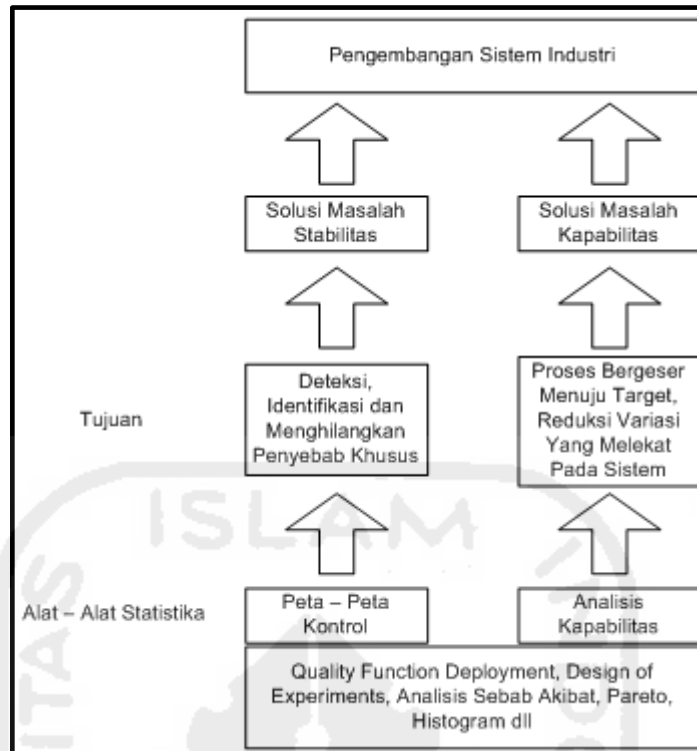 Pengembangan Sistem Industri
Solusi Masalah
Stabilitas
Solusi Masalah
Kapabilitas
Tujuan
Deteksi,
Identifikasi dan
Menghilangkan
Penyebab Khusus
Proses Bergeser
Menuju Target,
Reduksi Variasi
Yang Melekat
Pada Sistem
ISLAM
Alat – Alat Statistika
Peta – Peta
Kontrol
Analisis
Kapabilitas
Quality Function Deployment, Design of
Experiments, Analisis Sebab Akibat, Pareto,
Histogram dll